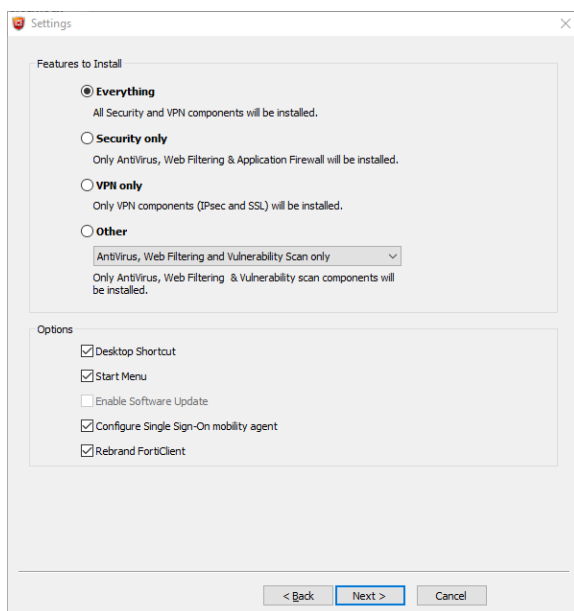 Settings
Features to Install
Everything
All Security and VPN components will be installed.
Security only
Only AntiVirus, Web Filtering & Application Firewall will be installed.
VPN only
Only VPN components (IPsec and SSL) will be installed.
Other
AntiVirus, Web Filtering and Vulnerability Scan only
Only AntiVirus, Web Filtering & Vulnerability scan components will
be installed.
Options
Desktop Shortcut
Start Menu
Enable Software Update
Configure Single Sign-On mobility agent
Rebrand FortiClient
< Back Next > Cancel